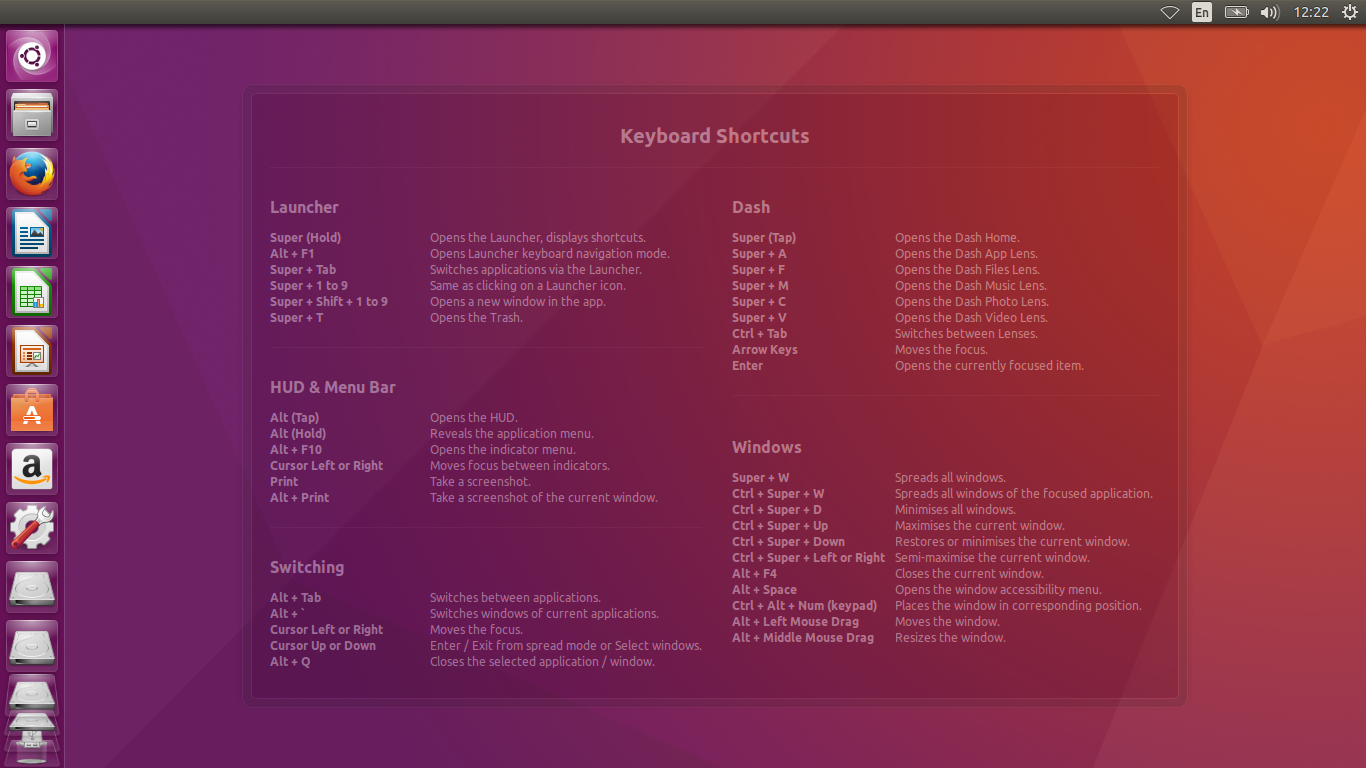 En 12:22
Keyboard Shortcuts
Launcher
Super (Hold) Opens the Launcher, displays shortcuts.
Alt + F1 Opens Launcher keyboard navigation mode.
Super + Tab Switches applications via the Launcher.
Super + 1 to 9 Same as clicking on a Launcher icon.
Super + Shift + 1 to 9 Opens a new window in the app.
Super + T Opens the Trash.
HUD & Menu Bar
Alt (Tap) Opens the HUD.
Alt (Hold) Reveals the application menu.
Alt + F10 Opens the indicator menu.
Cursor Left or Right Moves focus between indicators.
Print Take a screenshot.
Alt + Print Take a screenshot of the current window.
Switching
Alt + Tab Switches between applications.
Alt + ` Switches windows of current applications.
Cursor Left or Right Moves the focus.
Cursor Up or Down Enter / Exit from spread mode or Select windows.
Alt + Q Closes the selected application / window.
Dash
Super (Tap) Opens the Dash Home.
Super + A Opens the Dash App Lens.
Super + F Opens the Dash Files Lens.
Super + M Opens the Dash Music Lens.
Super + C Opens the Dash Photo Lens.
Super + V Opens the Dash Video Lens.
Ctrl + Tab Switches between Lenses.
Arrow Keys Moves the focus.
Enter Opens the currently focused item.
Windows
Super + W Spreads all windows.
Ctrl + Super + W Spreads all windows of the focused application.
Ctrl + Super + D Minimises all windows.
Ctrl + Super + Up Maximises the current window.
Ctrl + Super + Down Restores or minimises the current window.
Ctrl + Super + Left or Right Semi-maximise the current window.
Alt + F4 Closes the current window.
Alt + Space Opens the window accessibility menu.
Ctrl + Alt + Num (keypad) Places the window in corresponding position.
Alt + Left Mouse Drag Moves the window.
Alt + Middle Mouse Drag Resizes the window.